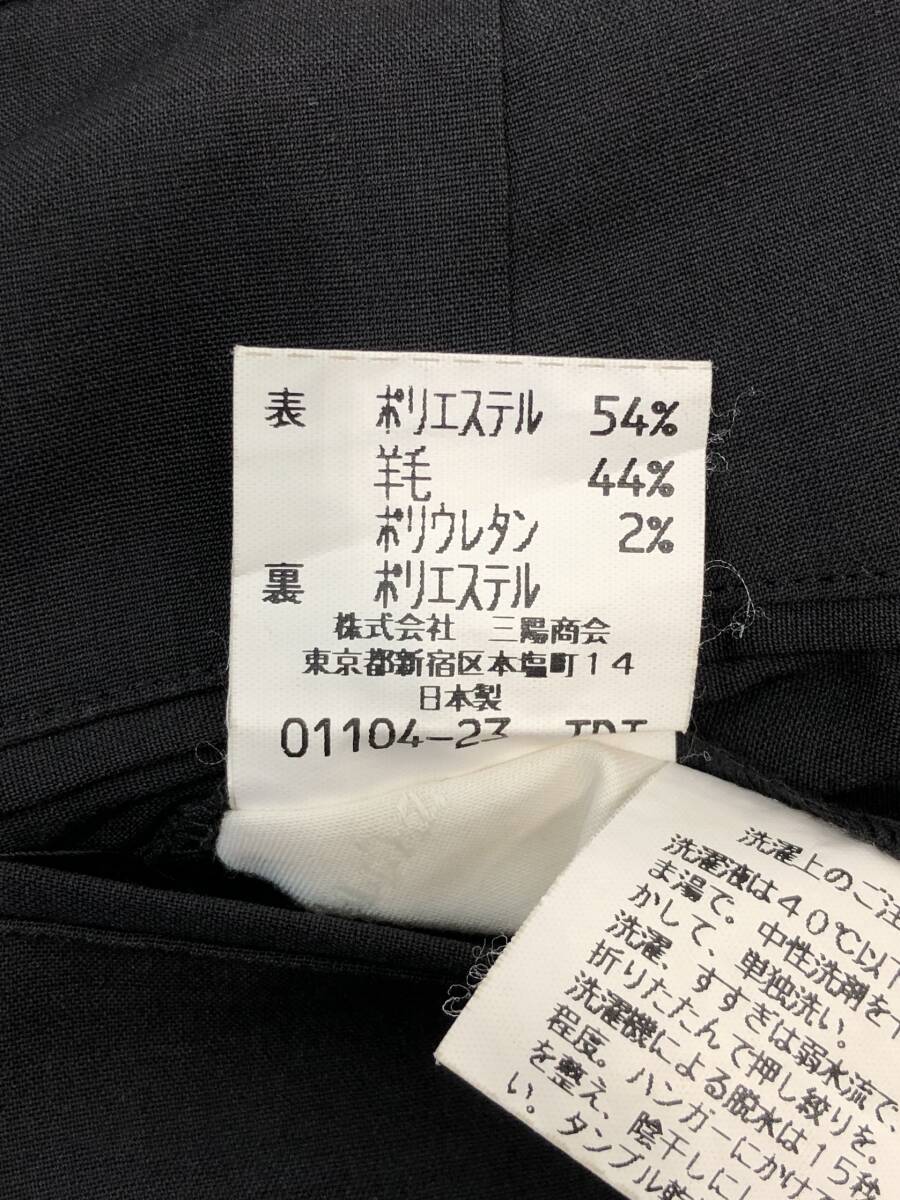 表 ポリエステル 54%
羊毛 44%
ポリウレタン 2%
裏 ポリエステル
株式会社 三陽商会
東京都新宿区本塩町14
日本製
01104-23
洗濯上のご注
洗濯液は40℃以下
ま湯で。中性洗剤を
かして、単独洗い。
洗濯、すすぎは弱水流で、
折りたたんで押し絞りを。
洗濯機による脱水は15秒
程度。ハンガーにかけ
を整え、陰干しに
い。タンブル